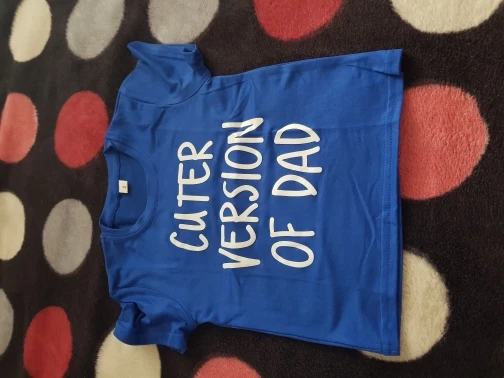 CUTER
VERSION
OF DAD